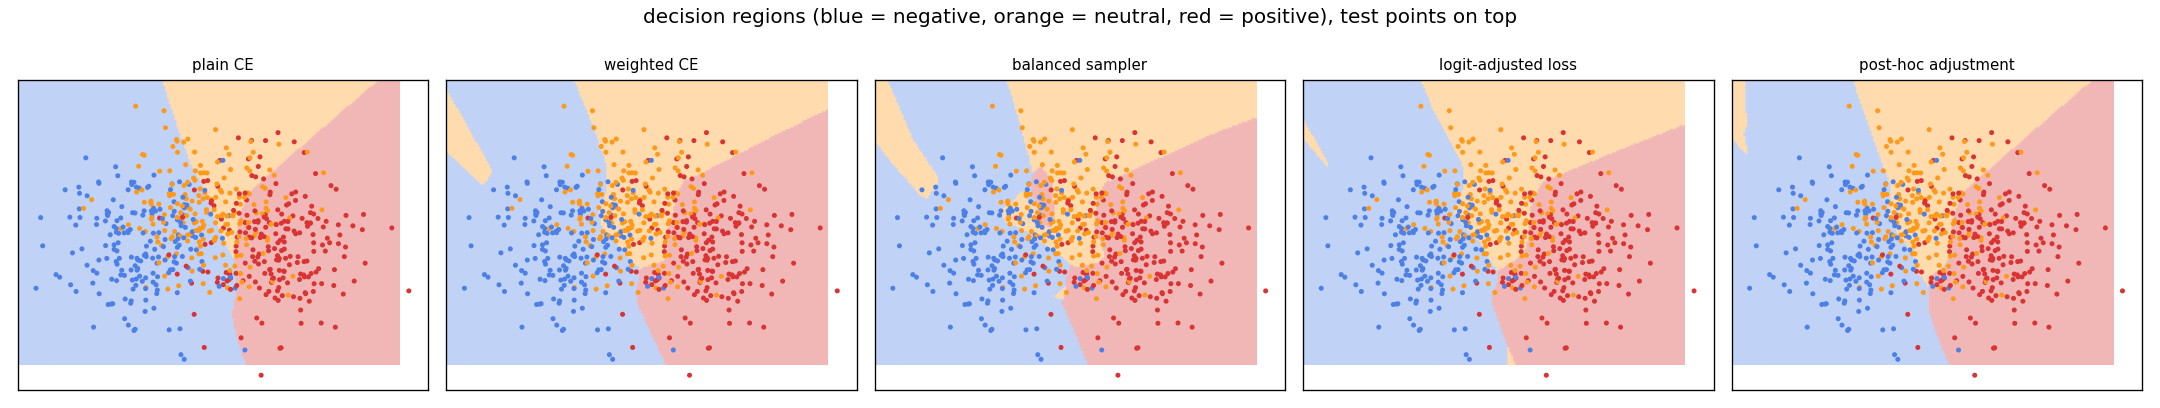 decision regions (blue = negative, orange = neutral, red = positive), test points on top
plain CE
weighted CE
balanced sampler
logit-adjusted loss
post-hoc adjustment